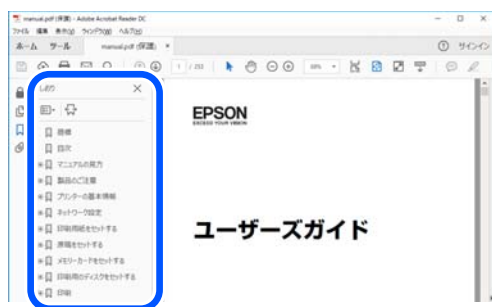 manual.pdf (保護) - Adobe Acrobat Reader DC
ファイル 編集 表示(V) ウィンドウ(W) ヘルプ(H)
ホーム ツール manual.pdf (保護) ×
サインイン
1 / 251
しおり
表紙
目次
マニュアルの見方
製品のご注意
プリンターの基本情報
ネットワーク設定
印刷用紙をセットする
原稿をセットする
メモリーカードをセットする
印刷用のディスクをセットする
印刷
EPSON
EXCEED YOUR VISION
ユーザーズガイド